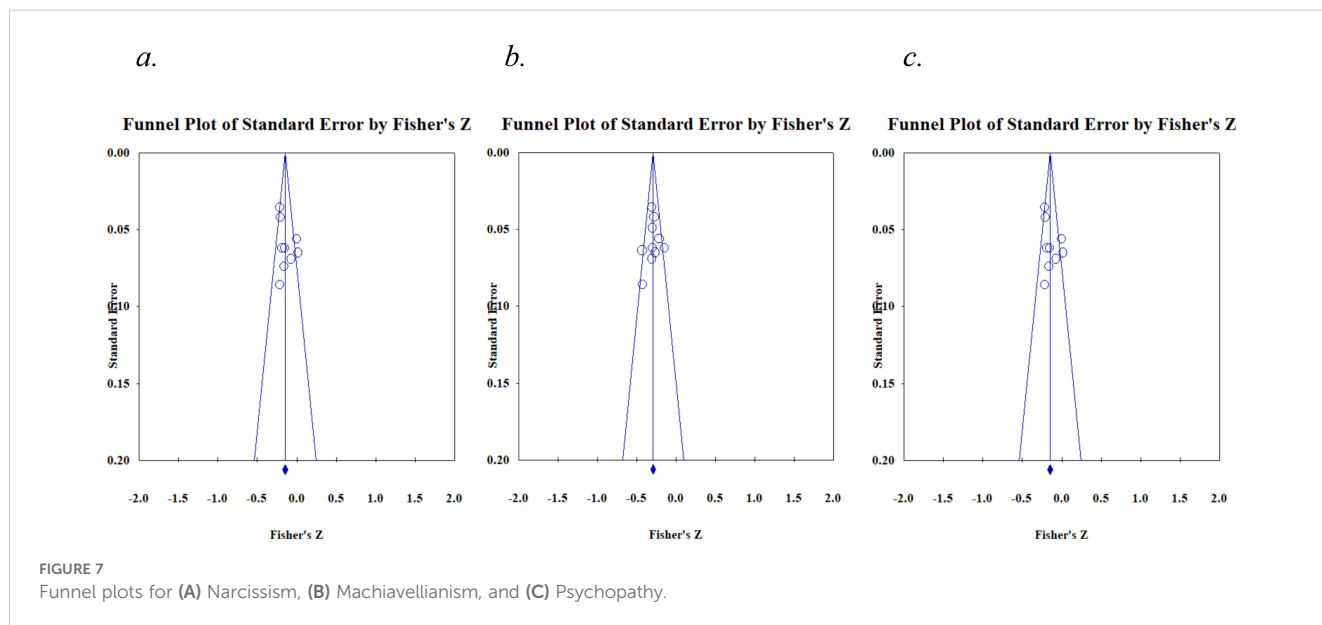 a.
b.
c.
Funnel Plot of Standard Error by Fisher's Z
Funnel Plot of Standard Error by Fisher's Z
Funnel Plot of Standard Error by Fisher's Z
0.00
0.05
0.10
0.15
0.20
Standard Error
-2.0 -1.5 -1.0 -0.5 0.0 0.5 1.0 1.5 2.0
Fisher's Z
0.00
0.05
0.10
0.15
0.20
Standard Error
-2.0 -1.5 -1.0 -0.5 0.0 0.5 1.0 1.5 2.0
Fisher's Z
0.00
0.05
0.10
0.15
0.20
Standard Error
-2.0 -1.5 -1.0 -0.5 0.0 0.5 1.0 1.5 2.0
Fisher's Z
FIGURE 7
Funnel plots for (A) Narcissism, (B) Machiavellianism, and (C) Psychopathy.